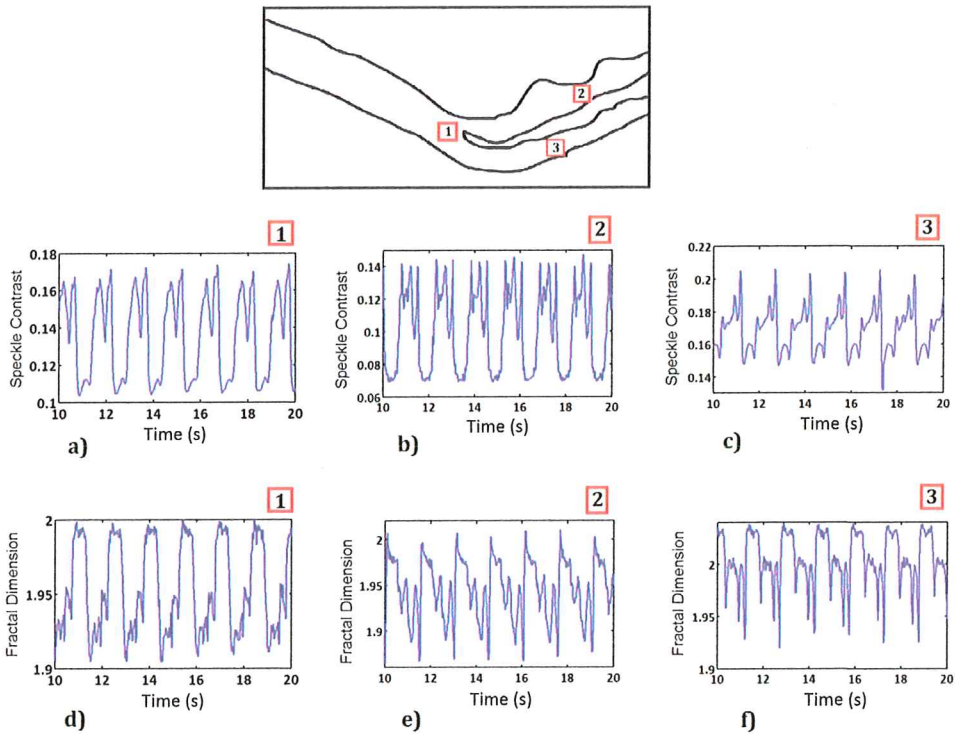 1
2
3
1
2
3
0.18
0.16
0.14
0.12
0.1
Speckle Contrast
10 12 14 16 18 20
Time (s)
a)
0.14
0.11
0.09
0.06
Speckle Contrast
10 12 14 16 18 20
Time (s)
b)
0.22
0.2
0.18
0.16
0.14
Speckle Contrast
10 12 14 16 18 20
Time (s)
c)
1
2
3
2
1.95
1.9
Fractal Dimension
10 12 14 16 18 20
Time (s)
d)
2
1.95
1.9
Fractal Dimension
10 12 14 16 18 20
Time (s)
e)
2
1.95
1.9
Fractal Dimension
10 12 14 16 18 20
Time (s)
f)